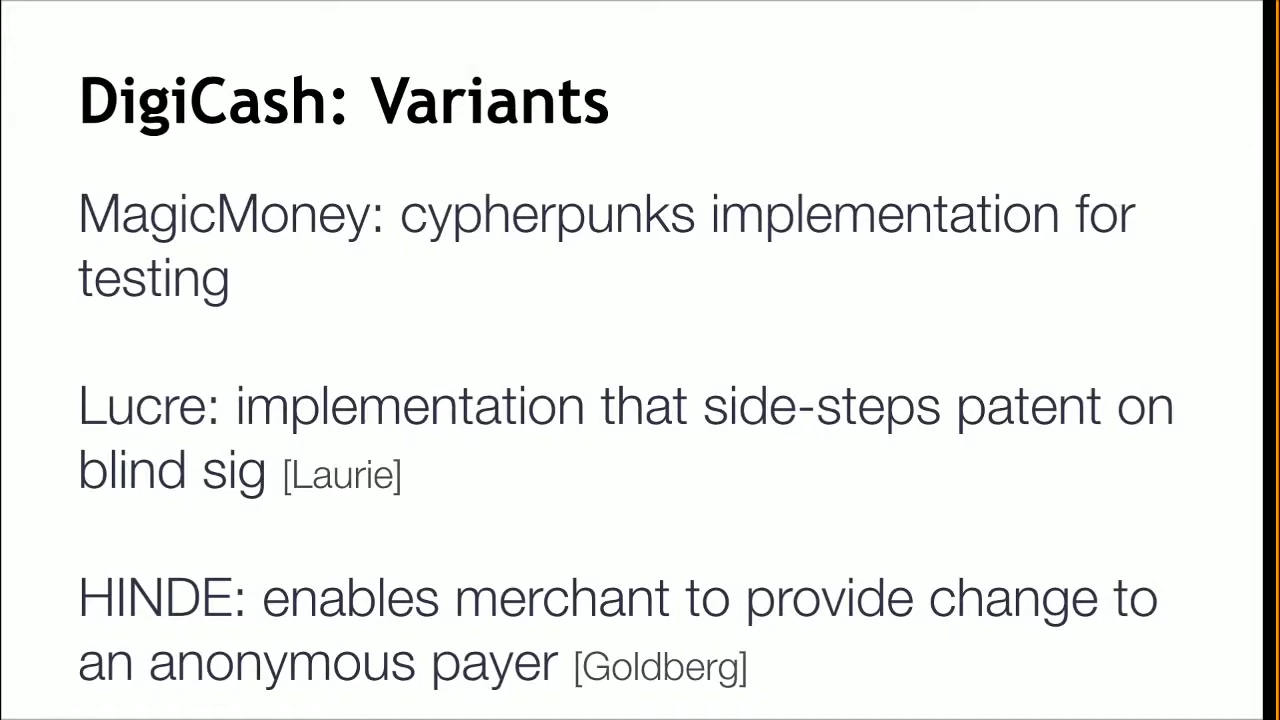 DigiCash: Variants
MagicMoney: cypherpunks implementation for
testing
Lucre: implementation that side-steps patent on
blind sig [Laurie]
HINDE: enables merchant to provide change to
an anonymous payer [Goldberg]